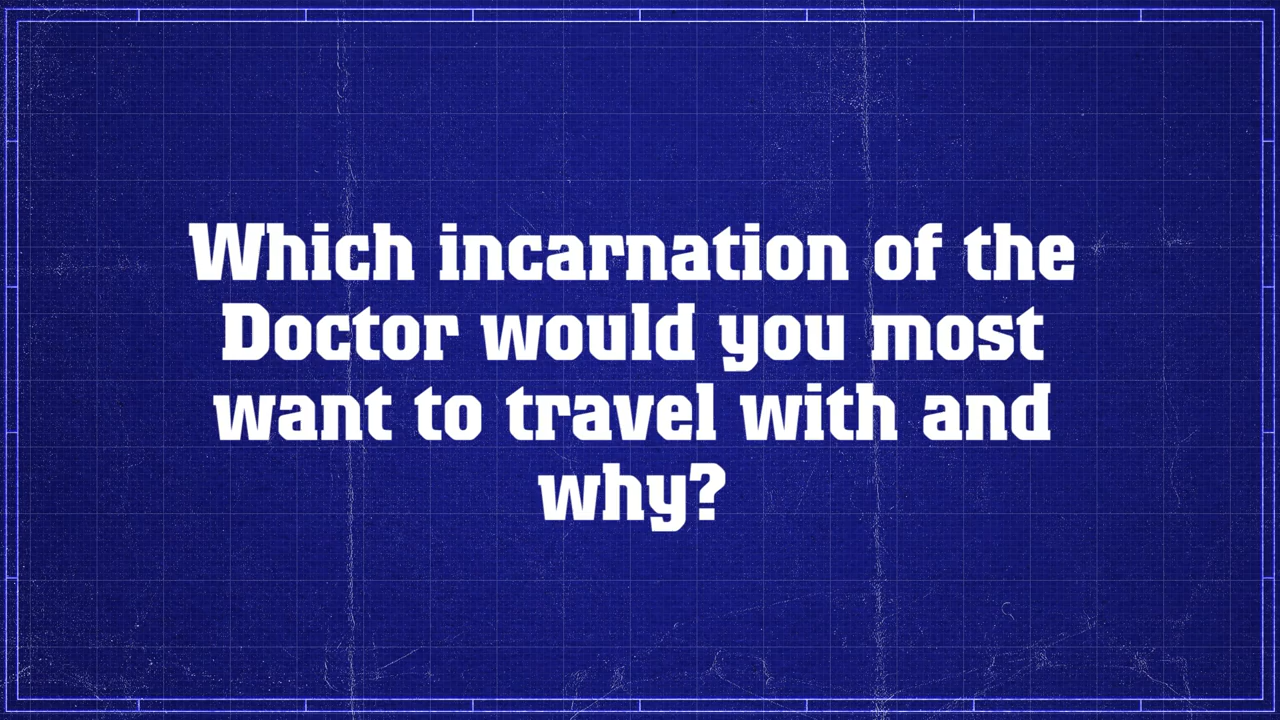 Which incarnation of the
Doctor would you most
want to travel with and
why?